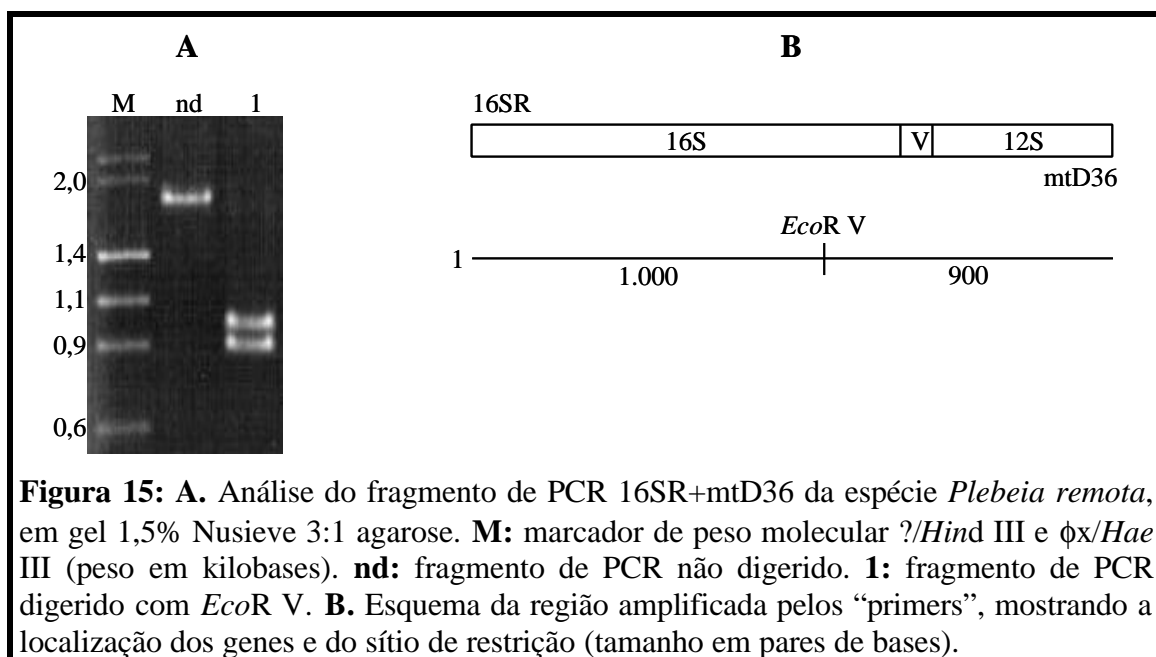 A
B
M nd 1
2,0
1,4
1,1
0,9
0,6
16SR
16S V 12S
mtD36
EcoR V
1
1.000 900
Figura 15: A. Análise do fragmento de PCR 16SR+mtD36 da espécie Plebeia remota,
em gel 1,5% Nusieve 3:1 agarose. M: marcador de peso molecular ?/Hind III e ϕx/Hae
III (peso em kilobases). nd: fragmento de PCR não digerido. 1: fragmento de PCR
digerido com EcoR V. B. Esquema da região amplificada pelos “primers”, mostrando a
localização dos genes e do sítio de restrição (tamanho em pares de bases).